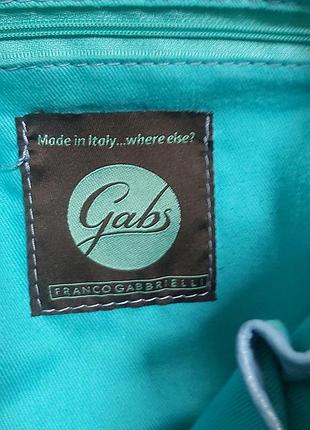 Made in Italy...where else?
Gabs
FRANCO GABBRIELLI